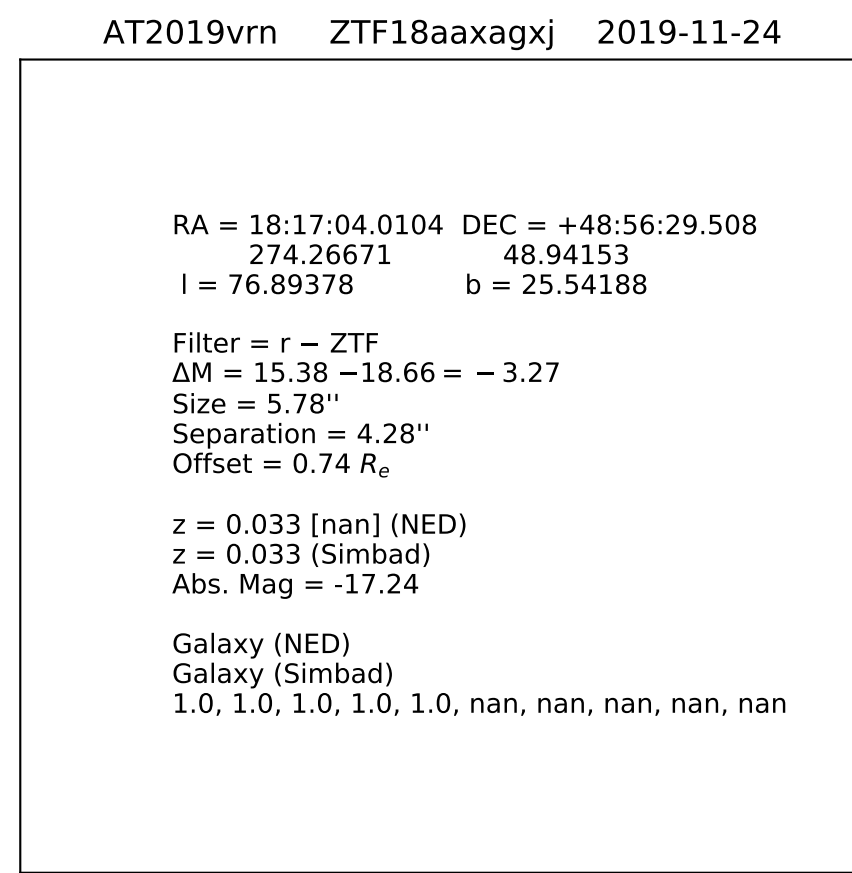 AT2019vrn ZTF18aaxagxj 2019-11-24
RA = 18:17:04.0104 DEC = +48:56:29.508
274.26671 48.94153
l = 76.89378 b = 25.54188
Filter = r − ZTF
ΔM = 15.38 −18.66 = − 3.27
Size = 5.78''
Separation = 4.28''
Offset = 0.74 Re
z = 0.033 [nan] (NED)
z = 0.033 (Simbad)
Abs. Mag = -17.24
Galaxy (NED)
Galaxy (Simbad)
1.0, 1.0, 1.0, 1.0, 1.0, nan, nan, nan, nan, nan